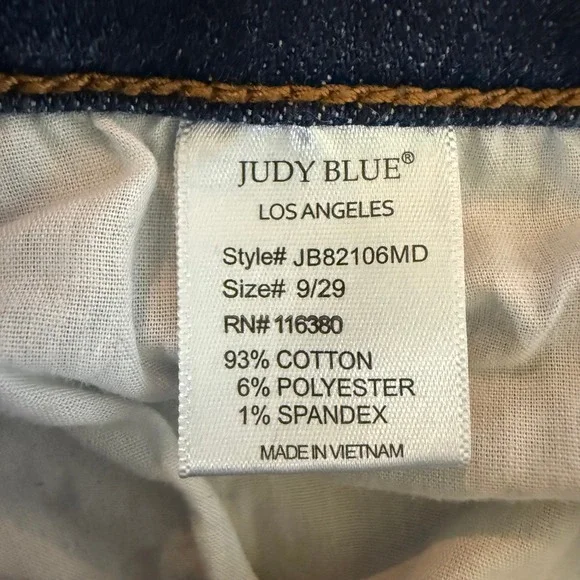 JUDY BLUE®
LOS ANGELES
Style# JB82106MD
Size# 9/29
RN# 116380
93% COTTON
6% POLYESTER
1% SPANDEX
MADE IN VIETNAM